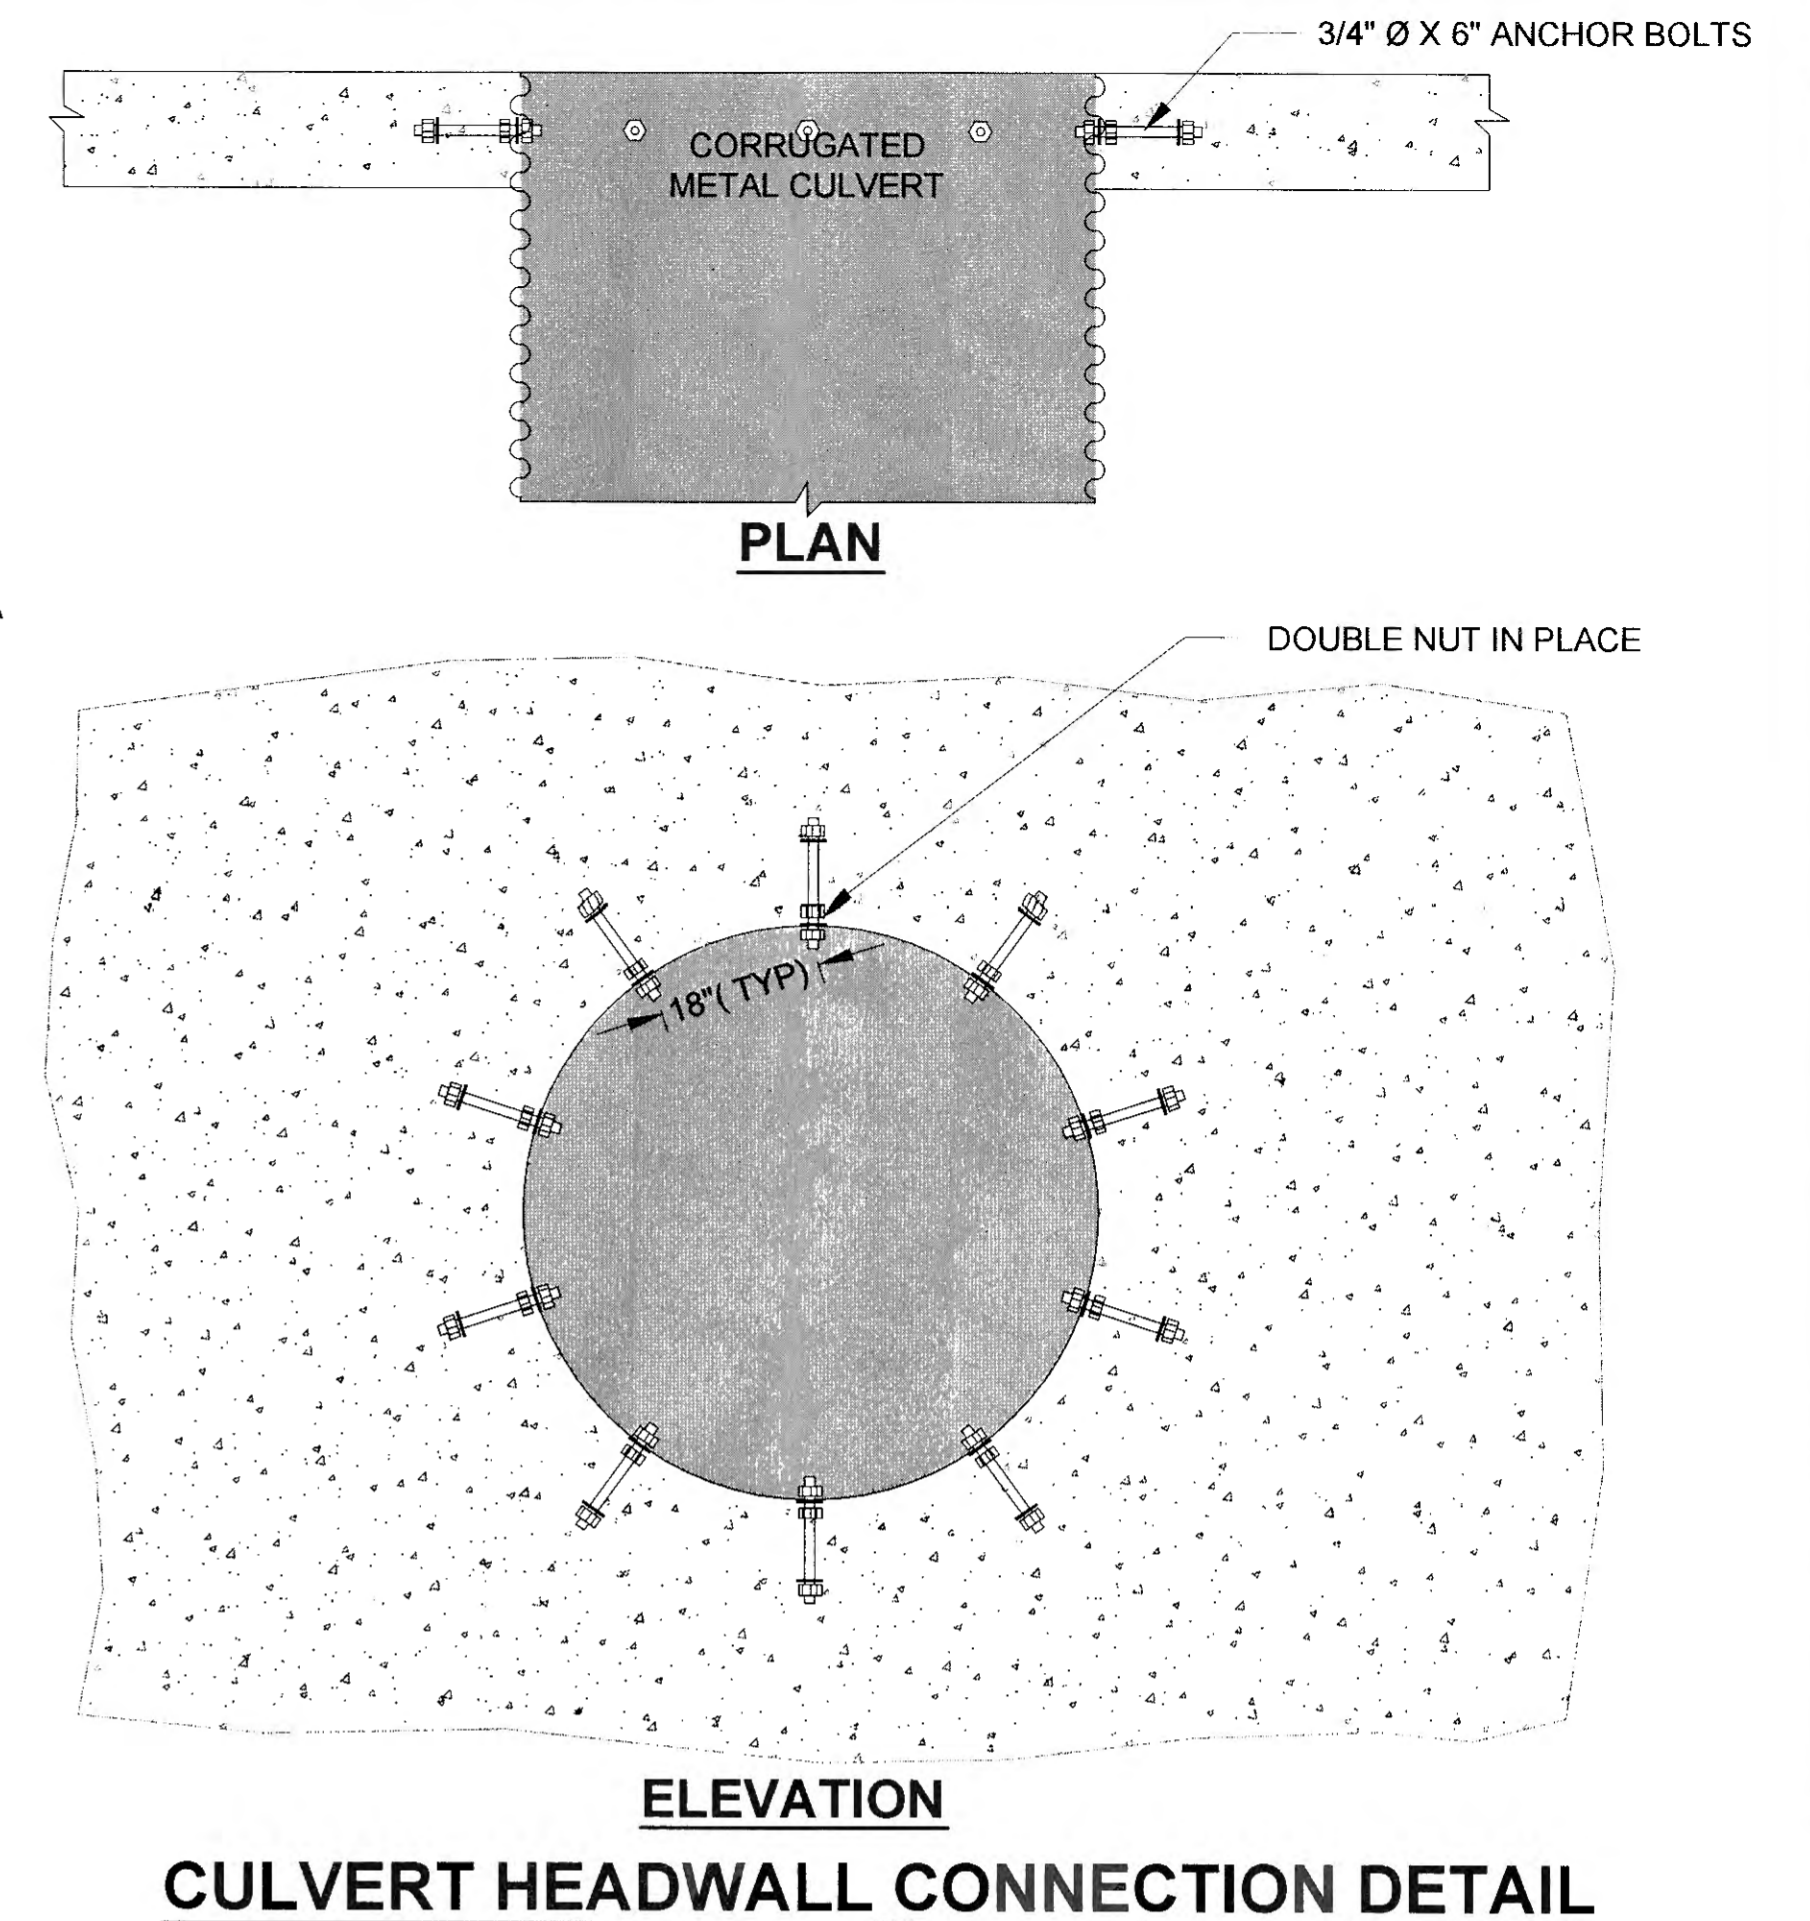 3/4" Ø X 6" ANCHOR BOLTS
CORRUGATED
METAL CULVERT
PLAN
DOUBLE NUT IN PLACE
18"( TYP)
ELEVATION
CULVERT HEADWALL CONNECTION DETAIL